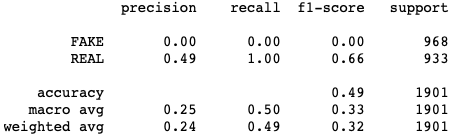 precision recall f1-score support
FAKE 0.00 0.00 0.00 968
REAL 0.49 1.00 0.66 933
accuracy 0.49 1901
macro avg 0.25 0.50 0.33 1901
weighted avg 0.24 0.49 0.32 1901